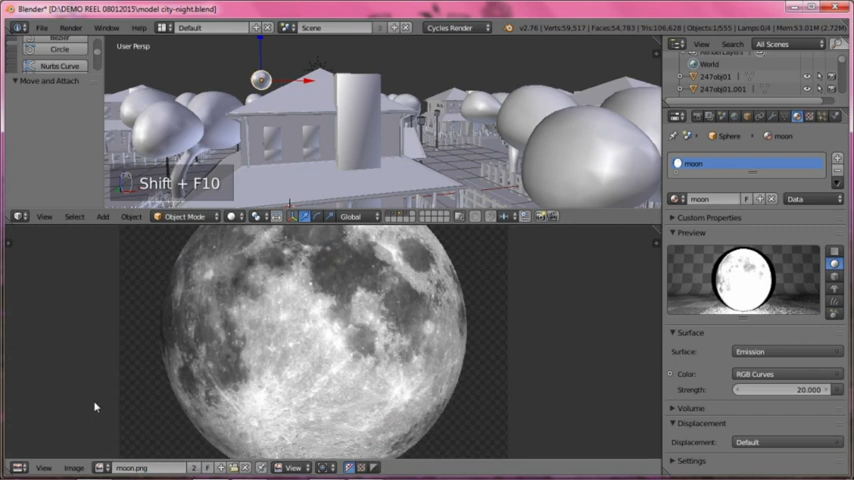 Blender* [D:\DEMO REEL 08012015\model city-night.blend]
File Render Window Help Default Scene Cycles Render v2.76 | Verts:59,517 | Faces:54,783 | Tris:106,628 | Objects:1/555 | Lamps:0/4 | Mem:53.01M (2.72M)
View Search All Scenes
Circle
Nurbs Curve
Move and Attach
User Persp
World
247obj01
247obj01.001
Sphere moon
moon
Shift + F10
moon F Data
View Select Add Object Object Mode Global
Custom Properties
Preview
Surface
Surface: Emission
Color: RGB Curves
Strength: 20.000
Volume
Displacement
Displacement: Default
Settings
View Image moon.png 2 F View